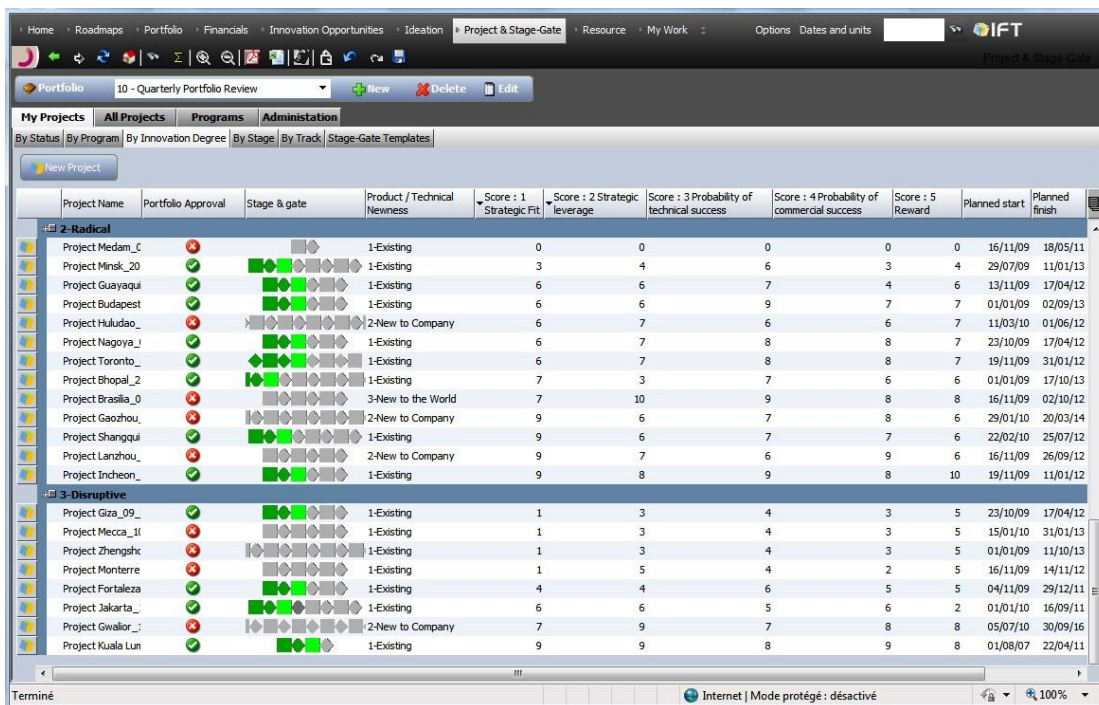 Home Roadmaps Portfolio Financials Innovation Opportunities Ideation Project & Stage-Gate Resource My Work Options Dates and units IFT
Project & Stage-Gate
Portfolio 10 - Quarterly Portfolio Review New Delete Edit
My Projects All Projects Programs Administation
By Status By Program By Innovation Degree By Stage By Track Stage-Gate Templates
New Project
Project Name Portfolio Approval Stage & gate Product / Technical Newness Score : 1 Strategic Fit Score : 2 Strategic leverage Score : 3 Probability of technical success Score : 4 Probability of commercial success Score : 5 Reward Planned start Planned finish
2-Radical
Project Medam_0 1-Existing 0 0 0 0 0 16/11/09 18/05/11
Project Minsk_20 1-Existing 3 4 6 3 4 29/07/09 11/01/13
Project Guayaqui 1-Existing 6 6 7 4 6 13/11/09 17/04/12
Project Budapest 1-Existing 6 6 9 7 7 01/01/09 02/09/13
Project Huludao_ 2-New to Company 6 7 6 6 7 11/03/10 01/06/12
Project Nagoya_ 1-Existing 6 7 8 8 7 23/10/09 17/04/12
Project Toronto_ 1-Existing 6 7 8 8 7 19/11/09 31/01/12
Project Bhopal_2 1-Existing 7 3 7 6 6 01/01/09 17/10/13
Project Brasilia_0 3-New to the World 7 10 9 8 8 16/11/09 02/10/12
Project Gaozhou_ 2-New to Company 9 6 7 8 6 29/01/10 20/03/14
Project Shangqui 1-Existing 9 6 7 7 6 22/02/10 25/07/12
Project Lanzhou_ 2-New to Company 9 7 6 9 6 16/11/09 26/09/12
Project Incheon_ 1-Existing 9 8 9 8 10 19/11/09 11/01/12
3-Disruptive
Project Giza_09_ 1-Existing 1 3 4 3 5 23/10/09 17/04/12
Project Mecca_1 1-Existing 1 3 4 3 5 15/01/10 31/01/13
Project Zhengsho 1-Existing 1 3 4 3 5 01/01/09 11/10/13
Project Monterre 1-Existing 1 5 4 2 5 16/11/09 14/11/12
Project Fortaleza 1-Existing 4 4 6 5 5 04/11/09 29/12/11
Project Jakarta_ 1-Existing 6 6 5 6 2 01/01/10 16/09/11
Project Gwalior_ 2-New to Company 7 9 7 8 8 05/07/10 30/09/16
Project Kuala Lun 1-Existing 9 9 8 9 8 01/08/07 22/04/11
Terminé Internet | Mode protégé : désactivé 100%